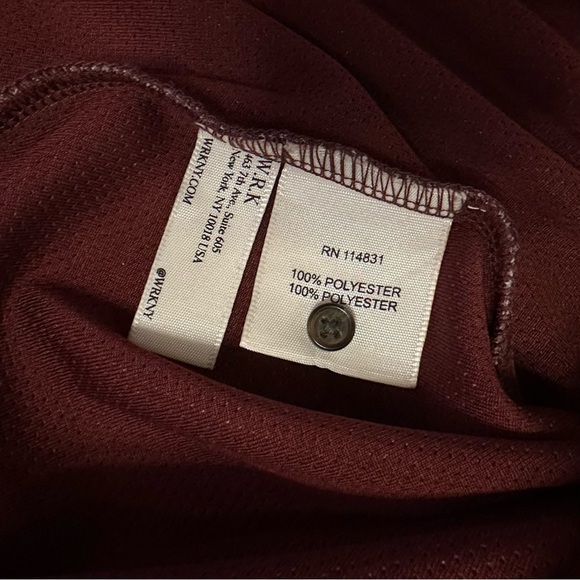 W.R.K
463 7th Ave., Suite 605
New York, NY 10018 USA
WRKNY.COM
@WRKNY
RN 114831
100% POLYESTER
100% POLYESTER